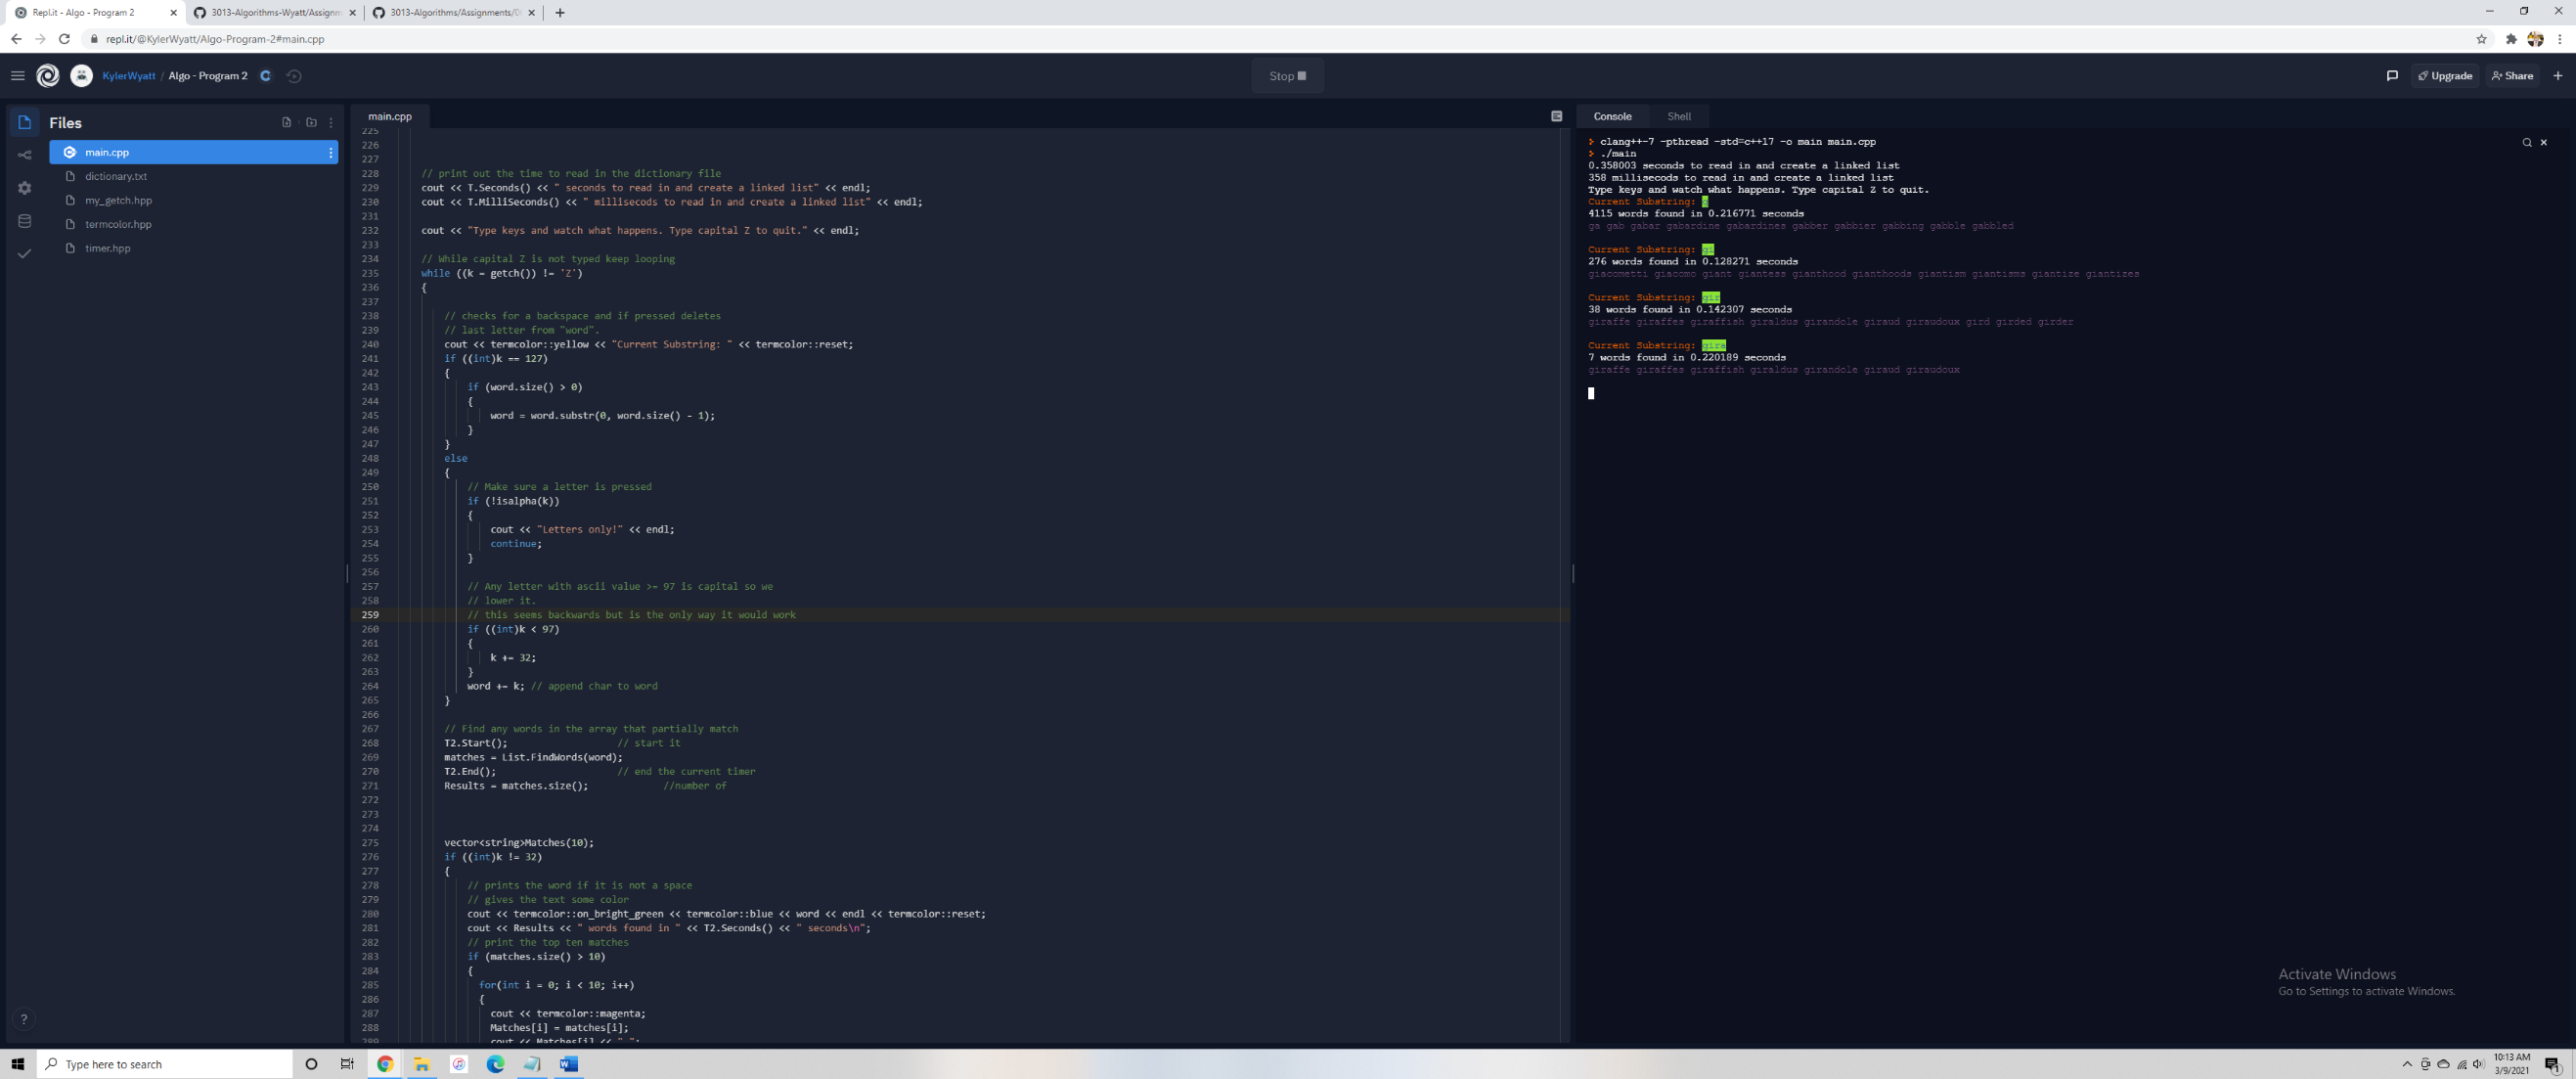 Repl.it - Algo - Program 2
3013-Algorithms-Wyatt/Assignm
3013-Algorithms/Assignments/0
repl.it/@KylerWyatt/Algo-Program-2#main.cpp
KylerWyatt / Algo - Program 2
Stop
Upgrade
Share
Files
main.cpp
dictionary.txt
my_getch.hpp
termcolor.hpp
timer.hpp
main.cpp
225
226
227
228 // print out the time to read in the dictionary file
229 cout << T.Seconds() << " seconds to read in and create a linked list" << endl;
230 cout << T.MilliSeconds() << " millisecods to read in and create a linked list" << endl;
231
232 cout << "Type keys and watch what happens. Type capital Z to quit." << endl;
233
234 // While capital Z is not typed keep looping
235 while ((k = getch()) != 'Z')
236 {
237
238 // checks for a backspace and if pressed deletes
239 // last letter from "word".
240 cout << termcolor::yellow << "Current Substring: " << termcolor::reset;
241 if ((int)k == 127)
242 {
243 if (word.size() > 0)
244 {
245 word = word.substr(0, word.size() - 1);
246 }
247 }
248 else
249 {
250 // Make sure a letter is pressed
251 if (!isalpha(k))
252 {
253 cout << "Letters only!" << endl;
254 continue;
255 }
256
257 // Any letter with ascii value >= 97 is capital so we
258 // lower it.
259 // this seems backwards but is the only way it would work
260 if ((int)k < 97)
261 {
262 k += 32;
263 }
264 word += k; // append char to word
265 }
266
267 // Find any words in the array that partially match
268 T2.Start(); // start it
269 matches = List.FindWords(word);
270 T2.End(); // end the current timer
271 Results = matches.size(); //number of
272
273
274
275 vector<string>Matches(10);
276 if ((int)k != 32)
277 {
278 // prints the word if it is not a space
279 // gives the text some color
280 cout << termcolor::on_bright_green << termcolor::blue << word << endl << termcolor::reset;
281 cout << Results << " words found in " << T2.Seconds() << " seconds\n";
282 // print the top ten matches
283 if (matches.size() > 10)
284 {
285 for(int i = 0; i < 10; i++)
286 {
287 cout << termcolor::magenta;
288 Matches[i] = matches[i];
289 cout << Matches[i] << " ";
Console
Shell
> clang++-7 -pthread -std=c++17 -o main main.cpp
> ./main
0.358003 seconds to read in and create a linked list
358 millisecods to read in and create a linked list
Type keys and watch what happens. Type capital Z to quit.
Current Substring: g
4115 words found in 0.216771 seconds
ga gab gabar gabardine gabardines gabber gabbier gabbing gabble gabbled
Current Substring: gi
276 words found in 0.128271 seconds
giacometti giacomo giant giantess gianthood gianthoods giantism giantisms giantize giantizes
Current Substring: gir
38 words found in 0.142307 seconds
giraffe giraffes giraffish giraldus girandole giraud giraudoux gird girded girder
Current Substring: gira
7 words found in 0.220189 seconds
giraffe giraffes giraffish giraldus girandole giraud giraudoux
Activate Windows
Go to Settings to activate Windows.
?
Type here to search
10:13 AM
3/9/2021